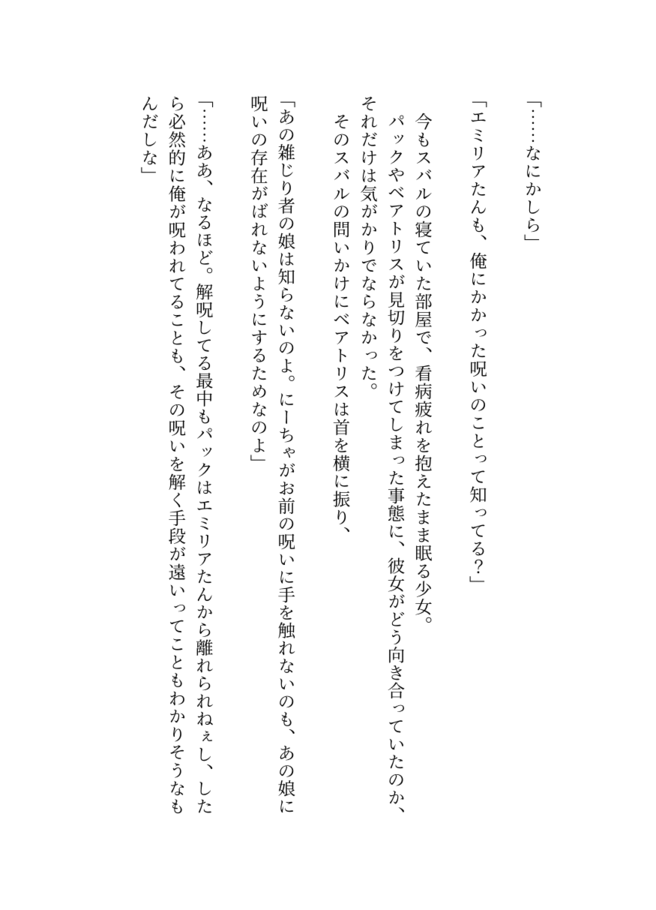 「……なにかしら」
「エミリアたんも、俺にかかった呪いのことって知ってる？」
今もスバルの寝ていた部屋で、看病疲れを抱えたまま眠る少女。
パックやベアトリスが見切りをつけてしまった事態に、彼女がどう向き合っていたのか、
それだけは気がかりでならなかった。
そのスバルの問いかけにベアトリスは首を横に振り、
「あの雑じり者の娘は知らないのよ。にーちゃがお前の呪いに手を触れないのも、あの娘に
呪いの存在がばれないようにするためなのよ」
「……ああ、なるほど。解呪してる最中もパックはエミリアたんから離れられねぇし、した
ら必然的に俺が呪われてることも、その呪いを解く手段が遠いってこともわかりそうなも
んだしな」